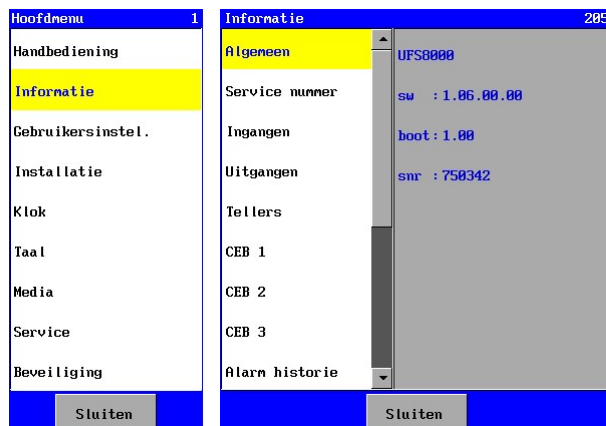 Hoofdmenu 1
Handbediening
Informatie
Gebruikersinstel.
Installatie
Klok
Taal
Media
Service
Beveiliging
Sluiten
Informatie 205
Algemeen
Service nummer
Ingangen
Uitgangen
Tellers
CEB 1
CEB 2
CEB 3
Alarm historie
UFS8000
sw : 1.06.00.00
boot: 1.00
snr : 750342
Sluiten